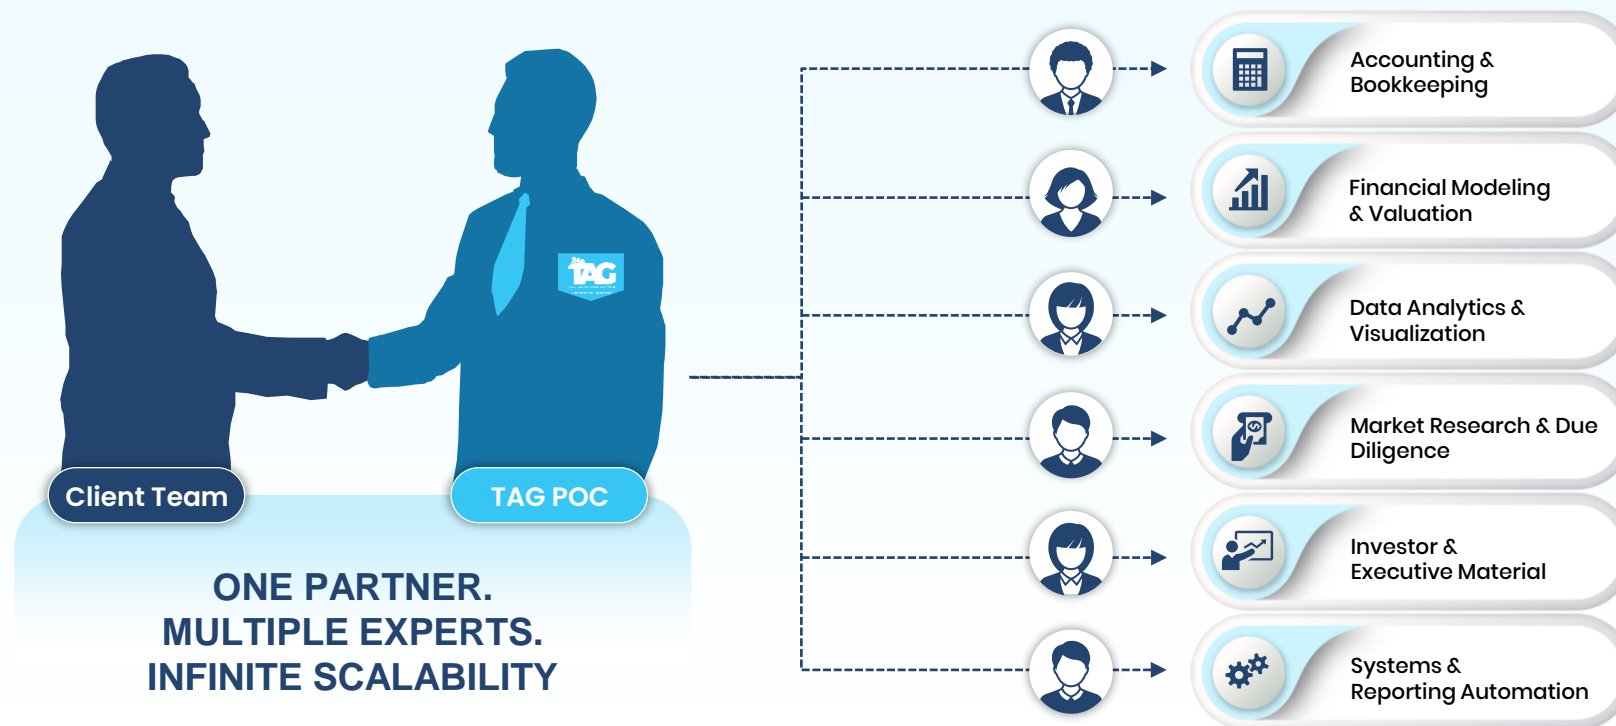 TAG
Client Team
TAG POC
ONE PARTNER.
MULTIPLE EXPERTS.
INFINITE SCALABILITY
Accounting &
Bookkeeping
Financial Modeling
& Valuation
Data Analytics &
Visualization
Market Research & Due
Diligence
Investor &
Executive Material
Systems &
Reporting Automation